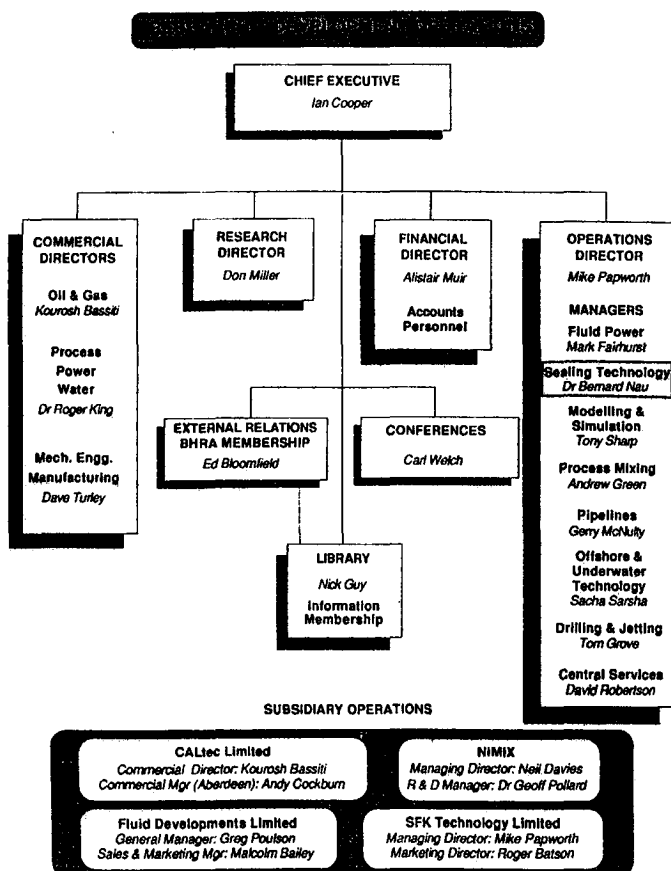 CHIEF EXECUTIVE
Ian Cooper
COMMERCIAL
DIRECTORS
Oil & Gas
Kourosh Bassiti
Process
Power
Water
Dr Roger King
Mech. Engg.
Manufacturing
Dave Turley
RESEARCH
DIRECTOR
Don Miller
FINANCIAL
DIRECTOR
Alistair Muir
Accounts
Personnel
OPERATIONS
DIRECTOR
Mike Papworth
MANAGERS
Fluid Power
Mark Fairhurst
Sealing Technology
Dr Bernard Nau
Modelling &
Simulation
Tony Sharp
Process Mixing
Andrew Green
Pipelines
Gerry McNulty
Offshore &
Underwater
Technology
Sacha Sarsha
Drilling & Jetting
Tom Grove
Central Services
David Robertson
EXTERNAL RELATIONS
BHRA MEMBERSHIP
Ed Bloomfield
CONFERENCES
Carl Welch
LIBRARY
Nick Guy
Information
Membership
SUBSIDIARY OPERATIONS
CALtec Limited
Commercial Director: Kourosh Bassiti
Commercial Mgr (Aberdeen): Andy Cockburn
NIMIX
Managing Director: Neil Davies
R & D Manager: Dr Geoff Pollard
Fluid Developments Limited
General Manager: Greg Poulson
Sales & Marketing Mgr: Malcolm Bailey
SFK Technology Limited
Managing Director: Mike Papworth
Marketing Director: Roger Batson